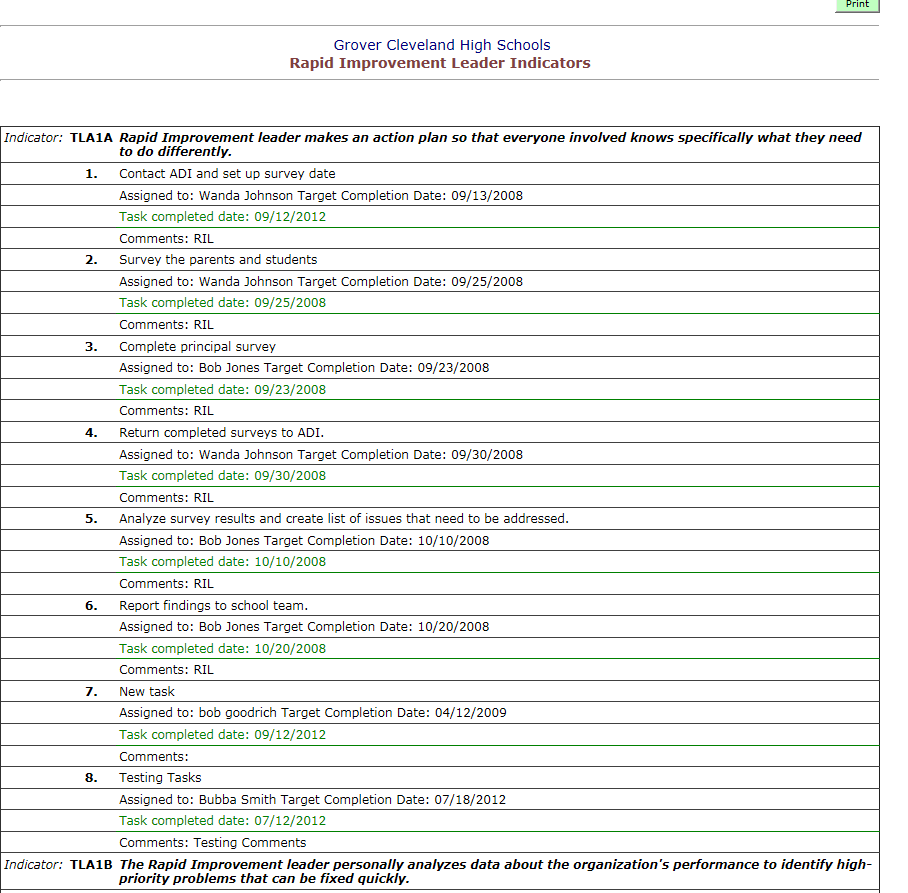 Print
Grover Cleveland High Schools
Rapid Improvement Leader Indicators
Indicator: TLA1A Rapid Improvement leader makes an action plan so that everyone involved knows specifically what they need
to do differently.
1. Contact ADI and set up survey date
Assigned to: Wanda Johnson Target Completion Date: 09/13/2008
Task completed date: 09/12/2012
Comments: RIL
2. Survey the parents and students
Assigned to: Wanda Johnson Target Completion Date: 09/25/2008
Task completed date: 09/25/2008
Comments: RIL
3. Complete principal survey
Assigned to: Bob Jones Target Completion Date: 09/23/2008
Task completed date: 09/23/2008
Comments: RIL
4. Return completed surveys to ADI.
Assigned to: Wanda Johnson Target Completion Date: 09/30/2008
Task completed date: 09/30/2008
Comments: RIL
5. Analyze survey results and create list of issues that need to be addressed.
Assigned to: Bob Jones Target Completion Date: 10/10/2008
Task completed date: 10/10/2008
Comments: RIL
6. Report findings to school team.
Assigned to: Bob Jones Target Completion Date: 10/20/2008
Task completed date: 10/20/2008
Comments: RIL
7. New task
Assigned to: bob goodrich Target Completion Date: 04/12/2009
Task completed date: 09/12/2012
Comments:
8. Testing Tasks
Assigned to: Bubba Smith Target Completion Date: 07/18/2012
Task completed date: 07/12/2012
Comments: Testing Comments
Indicator: TLA1B The Rapid Improvement leader personally analyzes data about the organization's performance to identify high-
priority problems that can be fixed quickly.